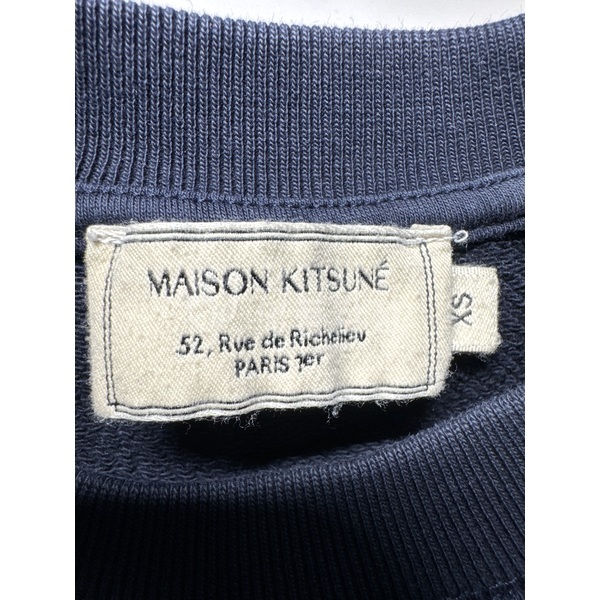 MAISON KITSUNÉ
52, Rue de Richelieu
PARIS 1er
XS